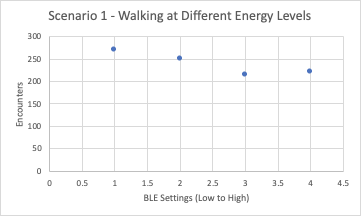 Scenario 1 - Walking at Different Energy Levels
300
250
200
150
100
50
0
Encounters
0 0.5 1 1.5 2 2.5 3 3.5 4 4.5
BLE Settings (Low to High)